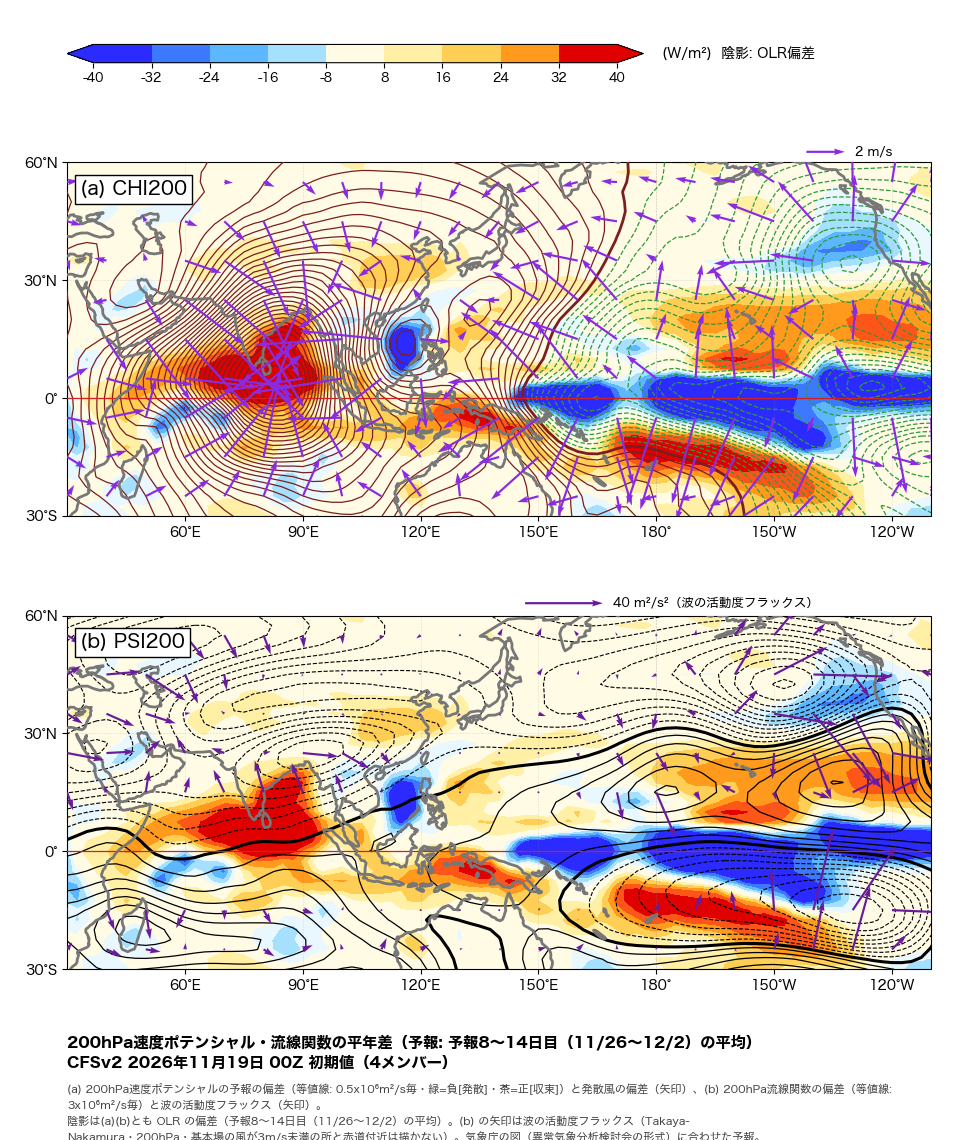 (W/m²) 陰影: OLR偏差
-40 -32 -24 -16 -8 8 16 24 32 40
2 m/s
60°N
(a) CHI200
30°N
0°
30°S
60°E 90°E 120°E 150°E 180° 150°W 120°W
40 m²/s²（波の活動度フラックス）
60°N
(b) PSI200
30°N
0°
30°S
60°E 90°E 120°E 150°E 180° 150°W 120°W
200hPa速度ポテンシャル・流線関数の平年差（予報: 予報8〜14日目（11/26〜12/2）の平均）
CFSv2 2026年11月19日 00Z 初期値（4メンバー）
(a) 200hPa速度ポテンシャルの予報の偏差（等値線: 0.5x10⁶m²/s毎・緑=負[発散]・茶=正[収束]）と発散風の偏差（矢印）、(b) 200hPa流線関数の偏差（等値線:
3x10⁶m²/s毎）と波の活動度フラックス（矢印）。
陰影は(a)(b)とも OLR の偏差（予報8〜14日目（11/26〜12/2）の平均）。(b) の矢印は波の活動度フラックス（Takaya-
Nakamura・200hPa・基本場の風が3m/s未満の所と赤道付近は描かない）。気象庁の図（異常気象分析検討会の形式）に合わせた予報。